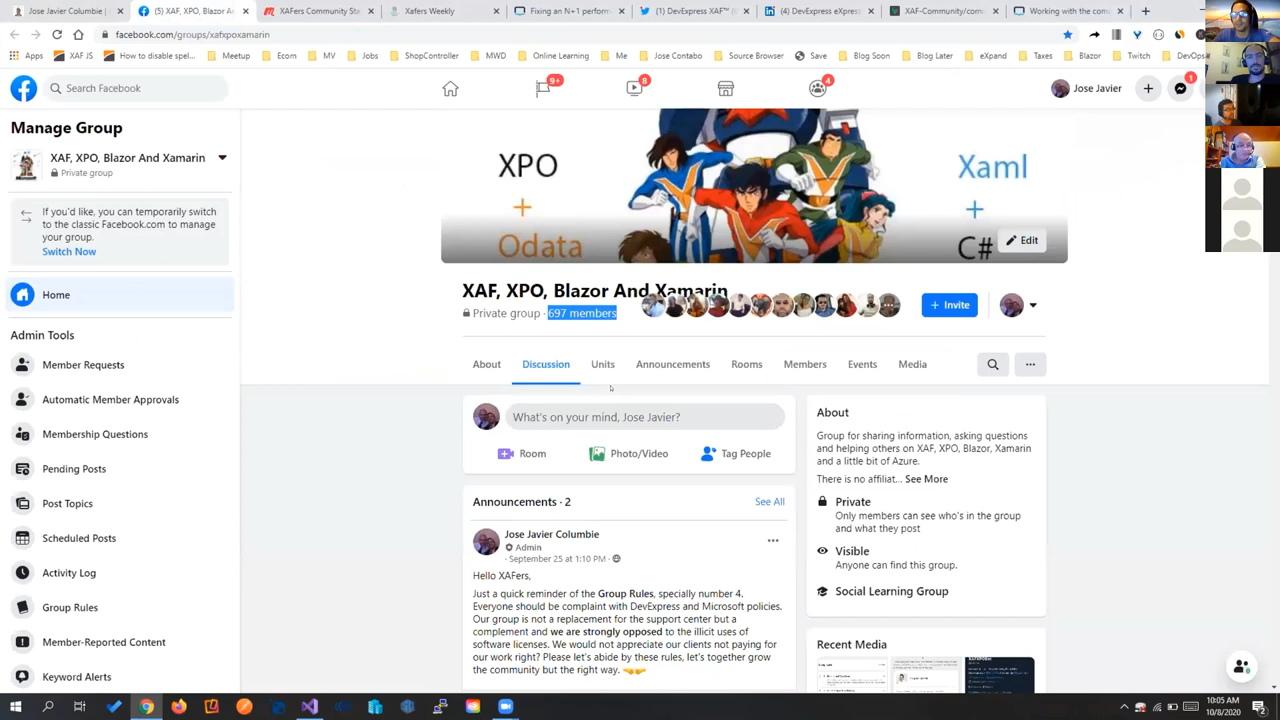 Jose Javier Columbie |
(5) XAF, XPO, Blazor A
XAFers Community Sta
Xafers Weekly
Fixing an N+1 perform
(1) DevExpress XAF™ (
(4) DevExpress eXpres
XAF-Community/com
Working with the com
facebook.com/groups/xafxpoxamarin
Apps
XAF JS
How to disable spel...
Meetup
Ecom
MV
Jobs
ShopController
MWD
Online Learning
Me
Jose Contabo
Source Browser
Save
Blog Soon
Blog Later
eXpand
Taxes
Blazor
Twitch
DevOps
Search Facebook
9+
8
4
Jose Javier
1
Manage Group
XAF, XPO, Blazor And Xamarin
Private group
If you'd like, you can temporarily switch
to the classic Facebook.com to manage
your group.
Switch Now
Home
Admin Tools
Member Requests
Automatic Member Approvals
Membership Questions
Pending Posts
Post Topics
Scheduled Posts
Activity Log
Group Rules
Member-Reported Content
Keyword Alerts
XPO
+
Odata
Xaml
+
C#
Edit
XAF, XPO, Blazor And Xamarin
Private group · 697 members
+ Invite
About
Discussion
Units
Announcements
Rooms
Members
Events
Media
What's on your mind, Jose Javier?
Room
Photo/Video
Tag People
Announcements · 2
See All
Jose Javier Columbie
Admin
· September 25 at 1:10 PM ·
Hello XAFers,
Just a quick reminder of the Group Rules, specially number 4.
Everyone should be complaint with DevExpress and Microsoft policies.
Our group is not a replacement for the support center but a
complement and we are strongly opposed to the illicit uses of
software licenses. We would not appreciate our clients not paying for
our work right? Please let's abide by these rules, let's together grow
the community but the right way.
About
Group for sharing information, asking questions
and helping others on XAF, XPO, Blazor, Xamarin
and a little bit of Azure.
There is no affiliat... See More
Private
Only members can see who's in the group
and what they post
Visible
Anyone can find this group.
Social Learning Group
Recent Media
10:05 AM
10/8/2020
2